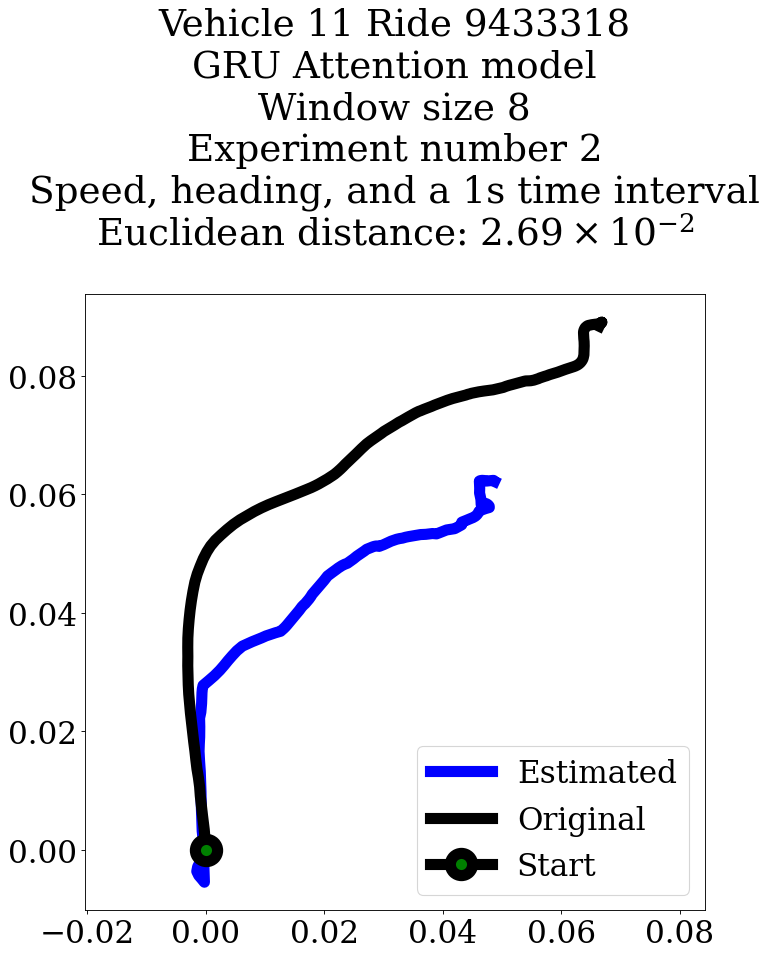 Vehicle 11 Ride 9433318
GRU Attention model
Window size 8
Experiment number 2
Speed, heading, and a 1s time interval
Euclidean distance: 2.69 × 10⁻²
0.08
0.06
0.04
0.02
0.00
Estimated
Original
Start
−0.02 0.00 0.02 0.04 0.06 0.08